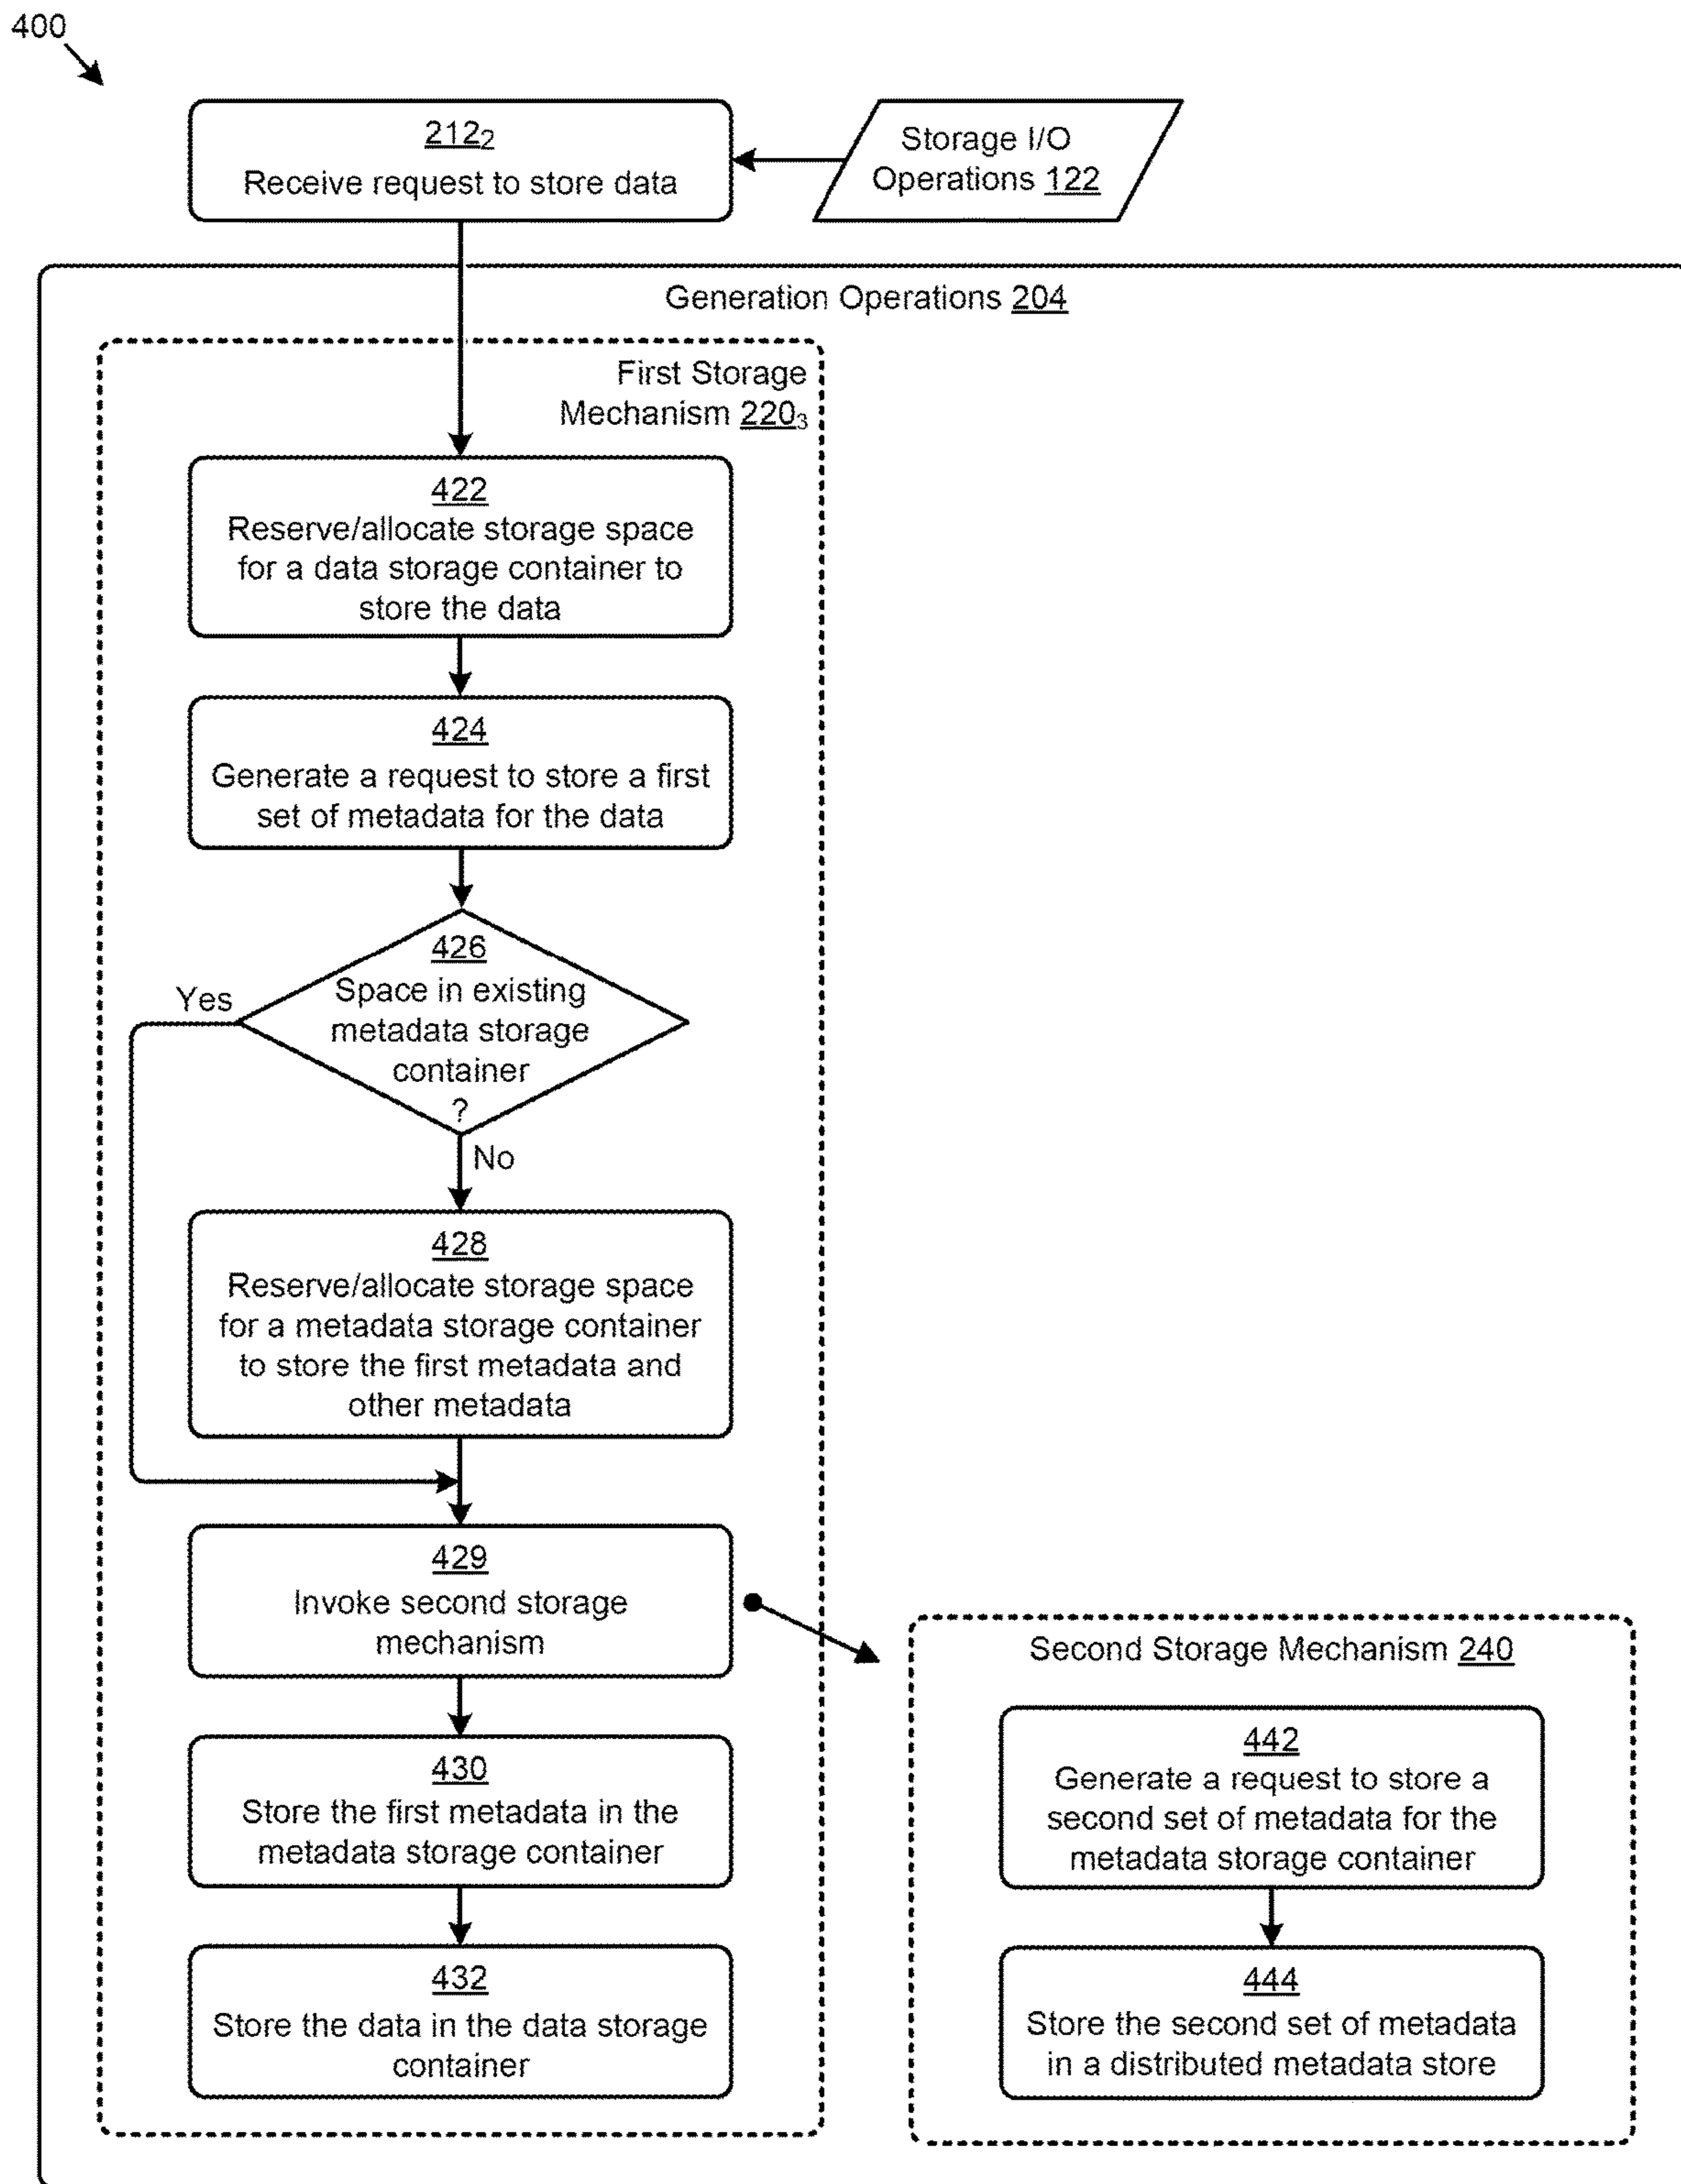 400
212₂
Receive request to store data
Storage I/O
Operations 122
Generation Operations 204
First Storage
Mechanism 220₃
422
Reserve/allocate storage space
for a data storage container to
store the data
424
Generate a request to store a first
set of metadata for the data
426
Space in existing
metadata storage
container
?
Yes
No
428
Reserve/allocate storage space
for a metadata storage container
to store the first metadata and
other metadata
429
Invoke second storage
mechanism
430
Store the first metadata in the
metadata storage container
432
Store the data in the data storage
container
Second Storage Mechanism 240
442
Generate a request to store a
second set of metadata for the
metadata storage container
444
Store the second set of metadata
in a distributed metadata store